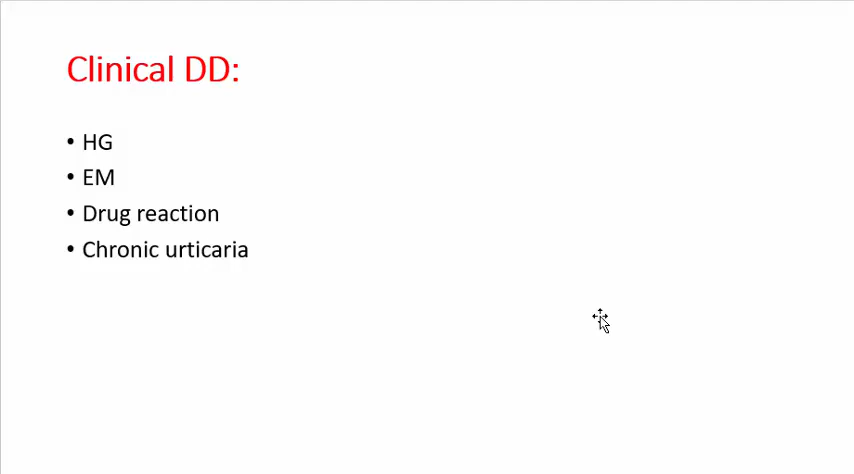 Clinical DD:
• HG
• EM
• Drug reaction
• Chronic urticaria